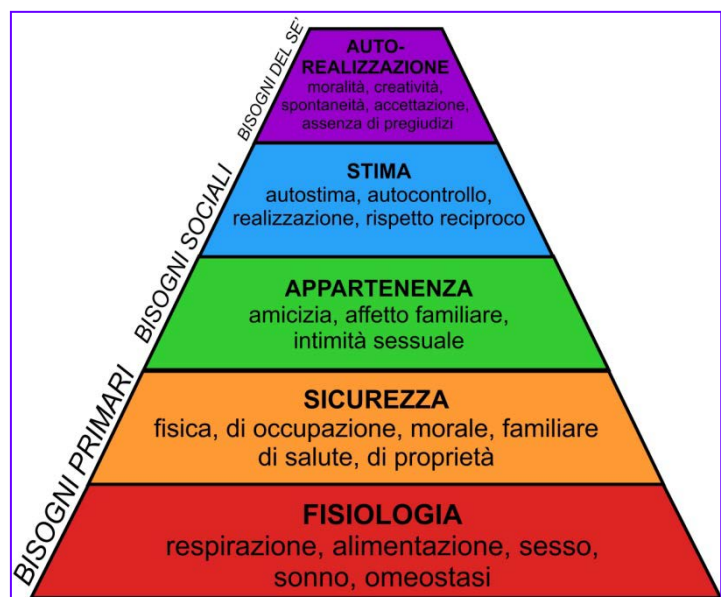 BISOGNI DEL SE'
AUTO-
REALIZZAZIONE
moralità, creatività,
spontaneità, accettazione,
assenza di pregiudizi
BISOGNI SOCIALI
STIMA
autostima, autocontrollo,
realizzazione, rispetto reciproco
APPARTENENZA
amicizia, affetto familiare,
intimità sessuale
BISOGNI PRIMARI
SICUREZZA
fisica, di occupazione, morale, familiare
di salute, di proprietà
FISIOLOGIA
respirazione, alimentazione, sesso,
sonno, omeostasi